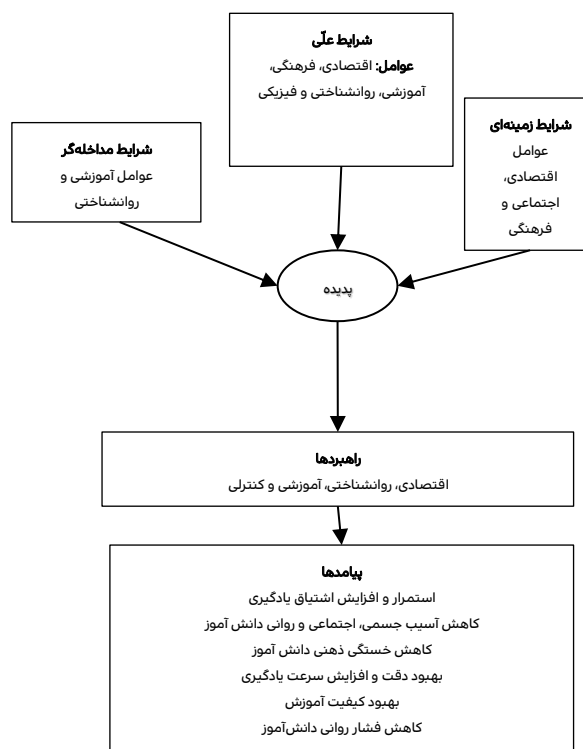 شرایط علّی
عوامل: اقتصادی، فرهنگی،
آموزشی، روانشناختی و فیزیکی
شرایط زمینه‌ای
عوامل
اقتصادی،
اجتماعی و
فرهنگی
شرایط مداخله‌گر
عوامل آموزشی و
روانشناختی
پدیده
راهبردها
اقتصادی، روانشناختی، آموزشی و کنترلی
پیامدها
استمرار و افزایش اشتیاق یادگیری
کاهش آسیب جسمی، اجتماعی و روانی دانش آموز
کاهش خستگی ذهنی دانش آموز
بهبود دقت و افزایش سرعت یادگیری
بهبود کیفیت آموزش
کاهش فشار روانی دانش‌آموز